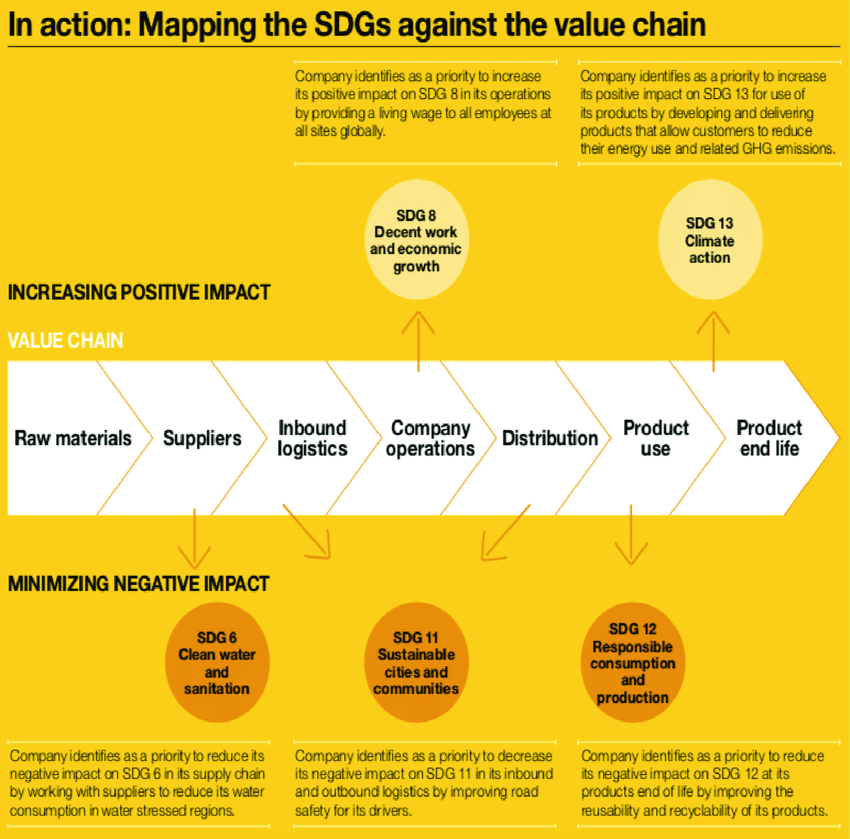 In action: Mapping the SDGs against the value chain
Company identifies as a priority to increase
its positive impact on SDG 8 in its operations
by providing a living wage to all employees at
all sites globally.
Company identifies as a priority to increase
its positive impact on SDG 13 for use of
its products by developing and delivering
products that allow customers to reduce
their energy use and related GHG emissions.
SDG 8
Decent work
and economic
growth
SDG 13
Climate
action
INCREASING POSITIVE IMPACT
VALUE CHAIN
Raw materials
Suppliers
Inbound
logistics
Company
operations
Distribution
Product
use
Product
end life
MINIMIZING NEGATIVE IMPACT
SDG 6
Clean water
and
sanitation
SDG 11
Sustainable
cities and
communities
SDG 12
Responsible
consumption
and
production
Company identifies as a priority to reduce its
negative impact on SDG 6 in its supply chain
by working with suppliers to reduce its water
consumption in water stressed regions.
Company identifies as a priority to decrease
its negative impact on SDG 11 in its inbound
and outbound logistics by improving road
safety for its drivers.
Company identifies as a priority to reduce
its negative impact on SDG 12 at its
products end of life by improving the
reusability and recyclability of its products.